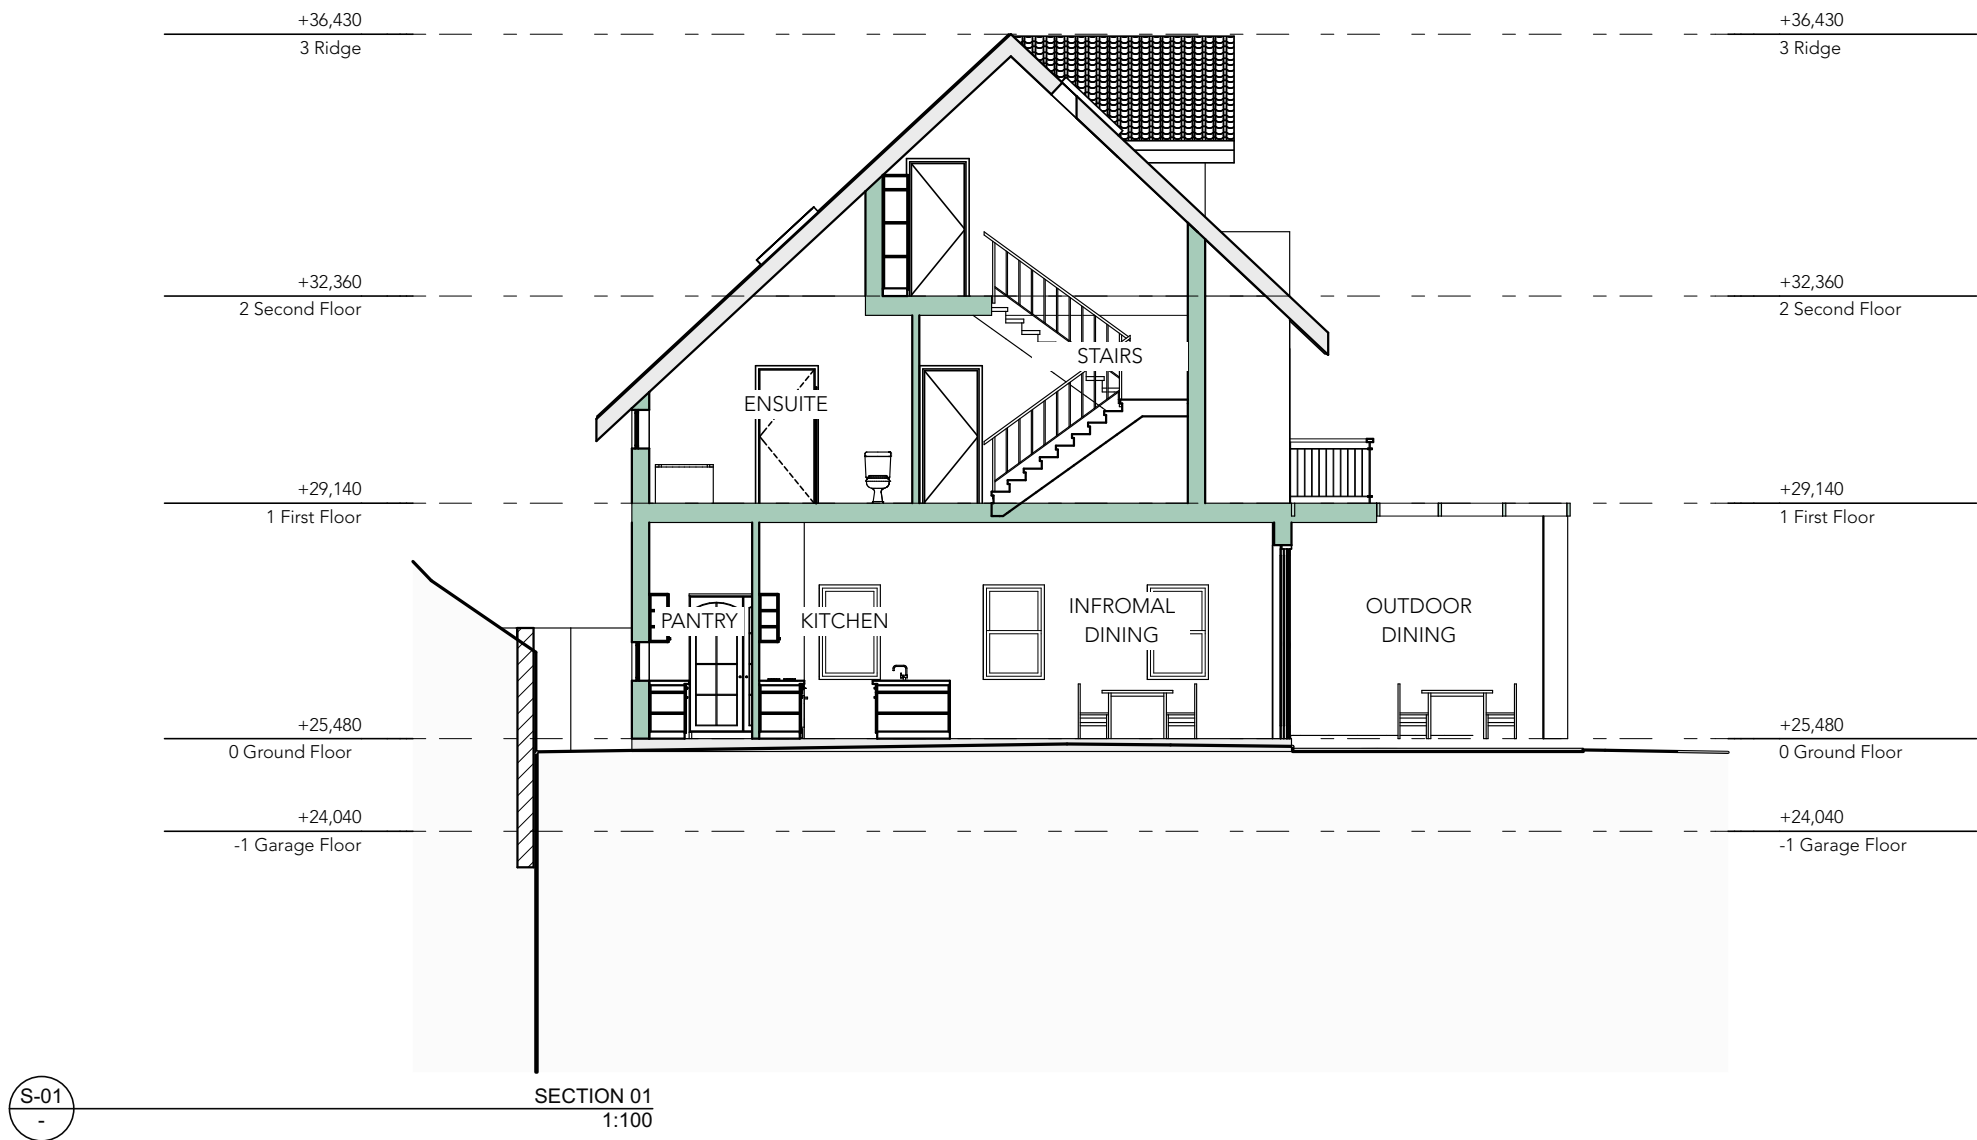 +36,430
3 Ridge
+36,430
3 Ridge
+32,360
2 Second Floor
+32,360
2 Second Floor
STAIRS
ENSUITE
+29,140
1 First Floor
+29,140
1 First Floor
PANTRY
KITCHEN
INFROMAL
DINING
OUTDOOR
DINING
+25,480
0 Ground Floor
+25,480
0 Ground Floor
+24,040
-1 Garage Floor
+24,040
-1 Garage Floor
S-01
-
SECTION 01
1:100